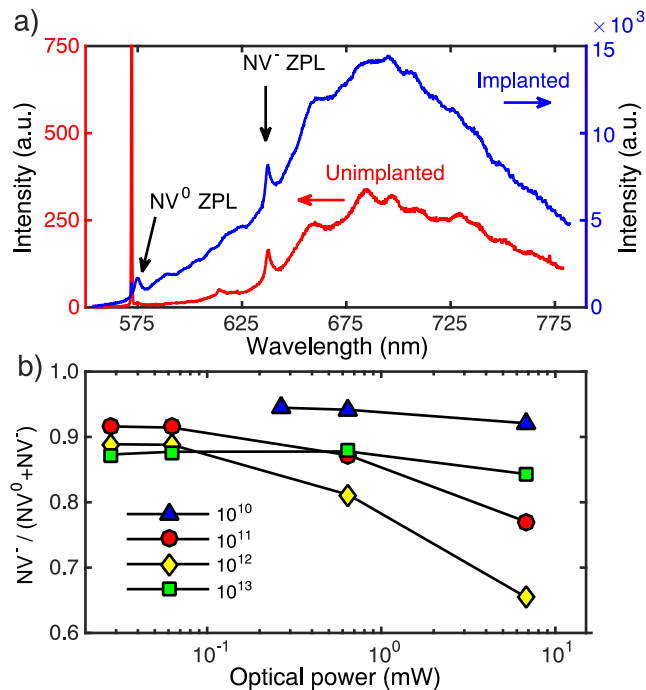 a)
× 10³
750
500
250
0
Intensity (a.u.)
NV⁻ ZPL
NV⁰ ZPL
Implanted
Unimplanted
15
10
5
0
Intensity (a.u.)
575 625 675 725 775
Wavelength (nm)
b)
1.0
0.9
0.8
0.7
0.6
NV⁻ / (NV⁰+NV⁻)
10¹⁰
10¹¹
10¹²
10¹³
10⁻¹ 10⁰ 10¹
Optical power (mW)